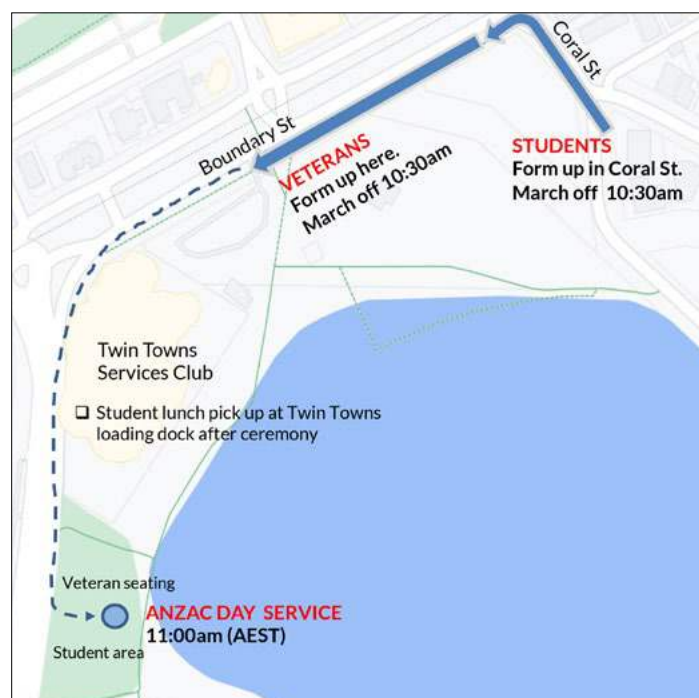 Coral St
Boundary St
STUDENTS
Form up in Coral St.
March off 10:30am
VETERANS
Form up here.
March off 10:30am
Twin Towns
Services Club
❑ Student lunch pick up at Twin Towns
loading dock after ceremony
Veteran seating
ANZAC DAY SERVICE
11:00am (AEST)
Student area